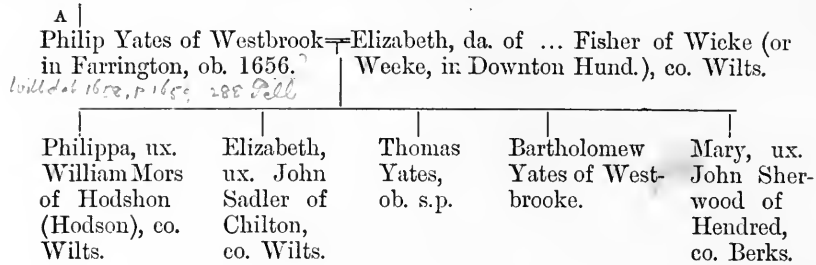 A
Philip Yates of Westbrook=Elizabeth, da. of ... Fisher of Wicke (or
in Farrington, ob. 1656. Weeke, in Downton Hund.), co. Wilts.
Will dat 1658, p 1659 288 Pell
Philippa, ux.
William Mors
of Hodshon
(Hodson), co.
Wilts.
Elizabeth,
ux. John
Sadler of
Chilton,
co. Wilts.
Thomas
Yates,
ob. s.p.
Bartholomew
Yates of West-
brooke.
Mary, ux.
John Sher-
wood of
Hendred,
co. Berks.